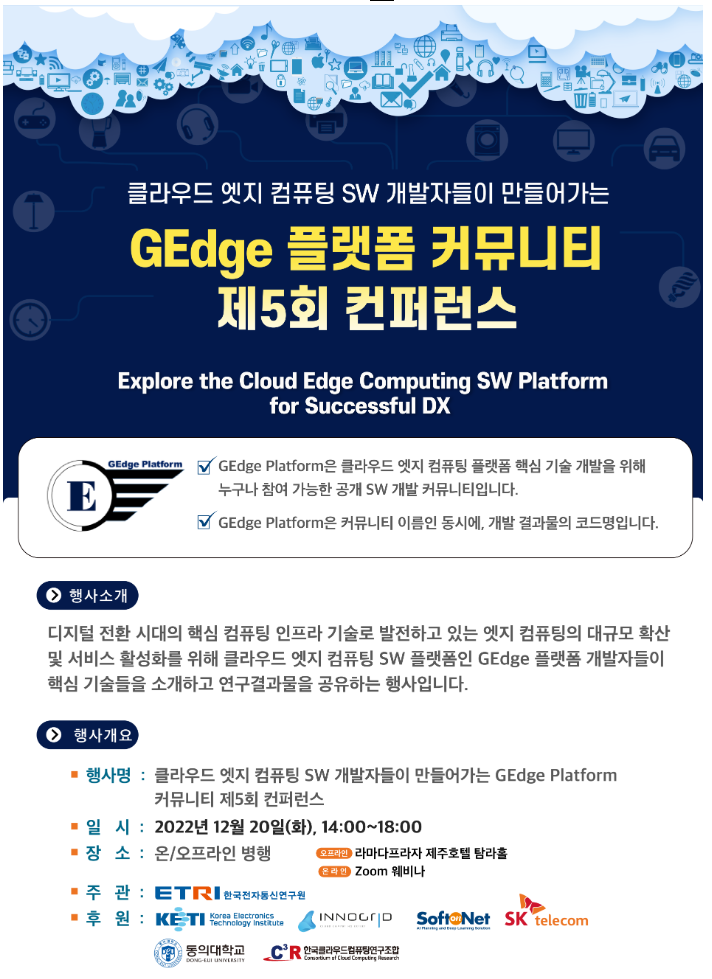 클라우드 엣지 컴퓨팅 SW 개발자들이 만들어가는
GEdge 플랫폼 커뮤니티
제5회 컨퍼런스
Explore the Cloud Edge Computing SW Platform
for Successful DX
GEdge Platform
E
GEdge Platform은 클라우드 엣지 컴퓨팅 플랫폼 핵심 기술 개발을 위해
누구나 참여 가능한 공개 SW 개발 커뮤니티입니다.
GEdge Platform은 커뮤니티 이름인 동시에, 개발 결과물의 코드명입니다.
행사소개
디지털 전환 시대의 핵심 컴퓨팅 인프라 기술로 발전하고 있는 엣지 컴퓨팅의 대규모 확산
및 서비스 활성화를 위해 클라우드 엣지 컴퓨팅 SW 플랫폼인 GEdge 플랫폼 개발자들이
핵심 기술들을 소개하고 연구결과물을 공유하는 행사입니다.
행사개요
행사명 : 클라우드 엣지 컴퓨팅 SW 개발자들이 만들어가는 GEdge Platform
커뮤니티 제5회 컨퍼런스
일 시 : 2022년 12월 20일(화), 14:00~18:00
장 소 : 온/오프라인 병행 오프라인 라마다프라자 제주호텔 탐라홀
온라인 Zoom 웨비나
주 관 : ETRI 한국전자통신연구원
후 원 : KETI Korea Electronics Technology Institute INNOGRID SoftonNet AI Planning and Deep Learning Solution SK telecom
동의대학교 DONG-EUI UNIVERSITY C3R 한국클라우드컴퓨팅연구조합 Consortium of Cloud Computing Research